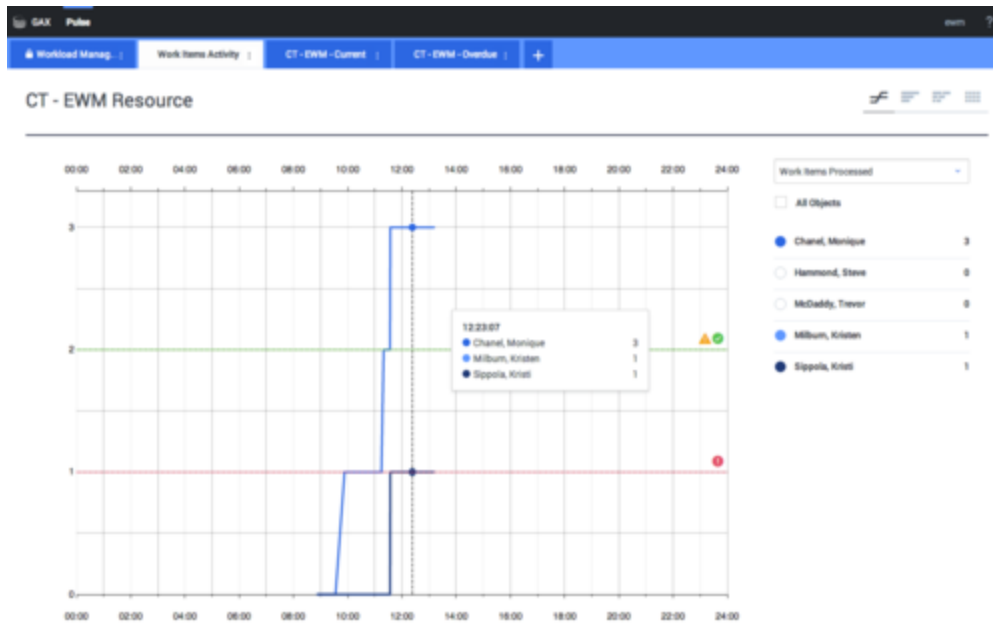 GAX Pulse ewm ?
Workload Manag.. Work Items Activity CT - EWM - Current CT - EWM - Overdue +
CT - EWM Resource
00:00 02:00 04:00 06:00 08:00 10:00 12:00 14:00 16:00 18:00 20:00 22:00 24:00
Work Items Processed
All Objects
3
Chanel, Monique 3
Hammond, Steve 0
McDaddy, Trevor 0
12:23:07
Chanel, Monique 3
Milburn, Kristen 1
Sippola, Kristi 1
2
Milburn, Kristen 1
Sippola, Kristi 1
1
0
00:00 02:00 04:00 06:00 08:00 10:00 12:00 14:00 16:00 18:00 20:00 22:00 24:00